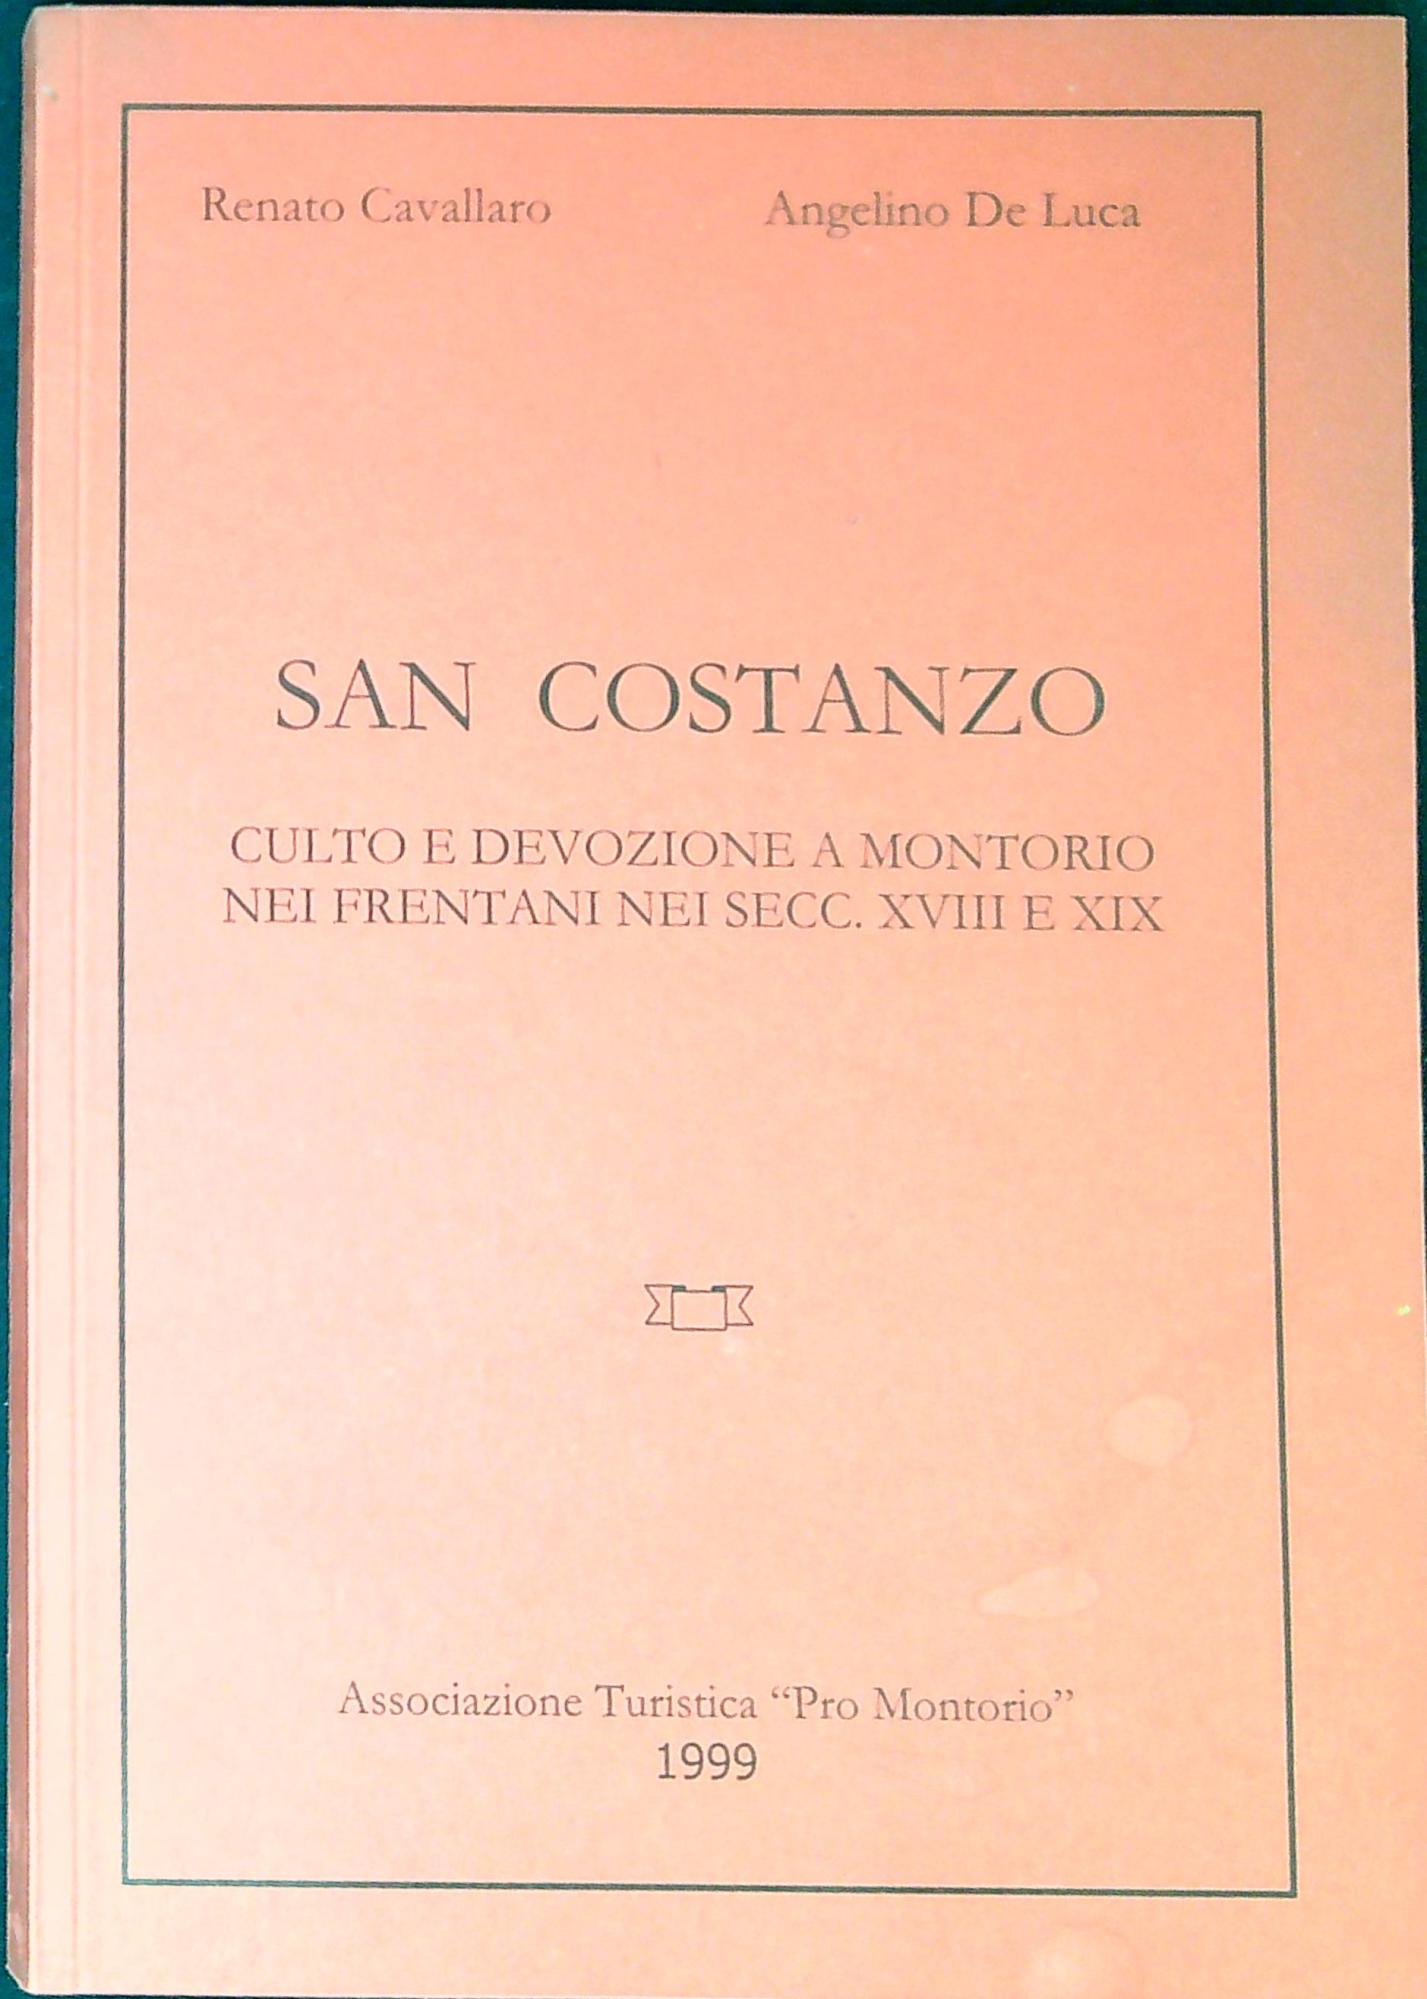 Renato Cavallaro Angelino De Luca
SAN COSTANZO
CULTO E DEVOZIONE A MONTORIO
NEI FRENTANI NEI SECC. XVIII E XIX
Associazione Turistica “Pro Montorio”
1999